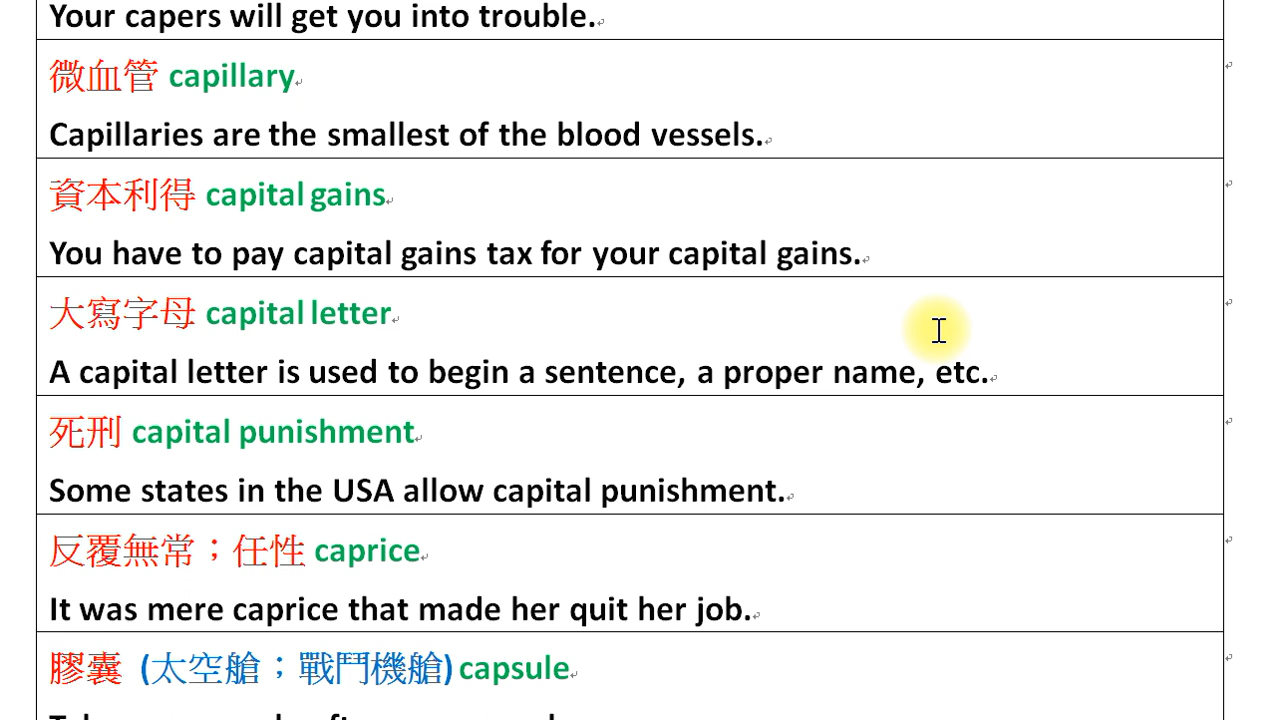 Your capers will get you into trouble.
微血管 capillary
Capillaries are the smallest of the blood vessels.
資本利得 capital gains
You have to pay capital gains tax for your capital gains.
大寫字母 capital letter
A capital letter is used to begin a sentence, a proper name, etc.
死刑 capital punishment
Some states in the USA allow capital punishment.
反覆無常；任性 caprice
It was mere caprice that made her quit her job.
膠囊 (太空艙；戰鬥機艙) capsule